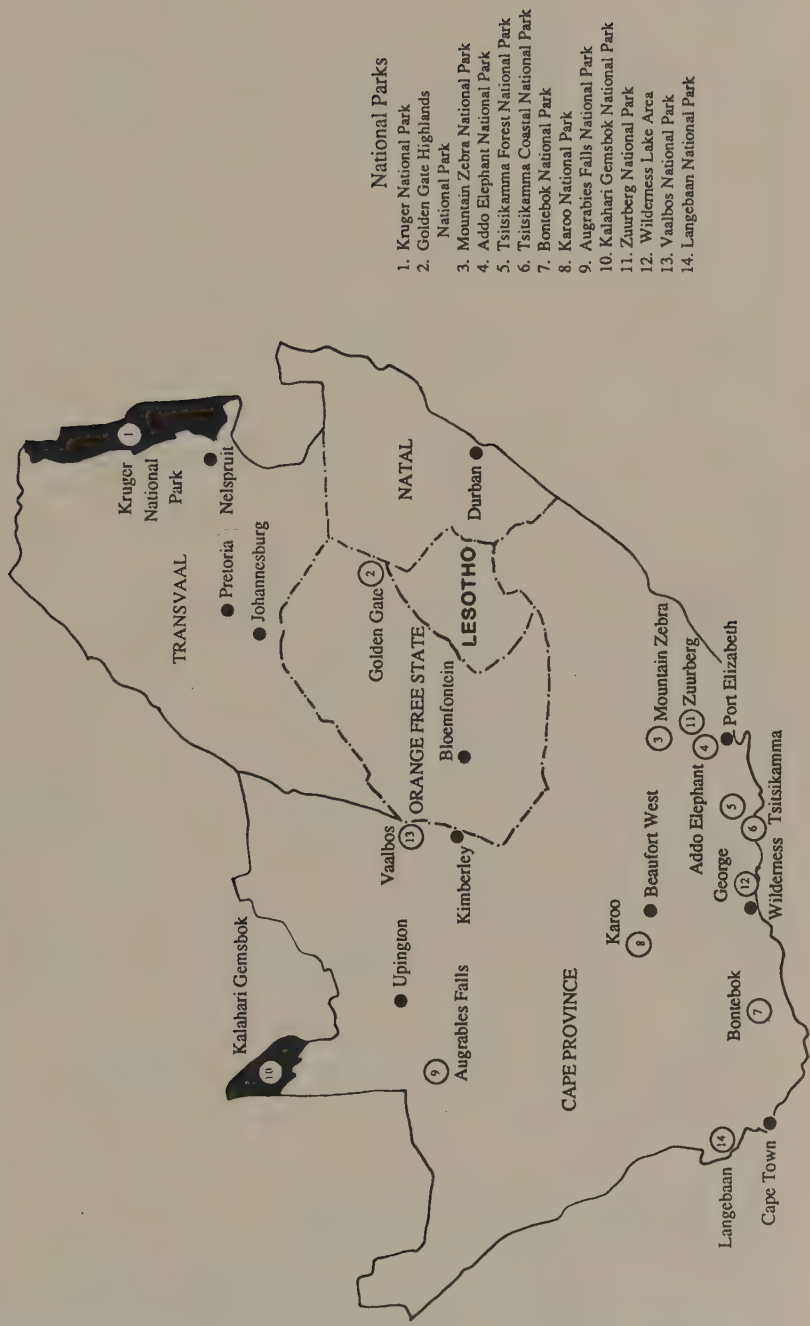 National Parks
1. Kruger National Park
2. Golden Gate Highlands
National Park
3. Mountain Zebra National Park
4. Addo Elephant National Park
5. Tsitsikamma Forest National Park
6. Tsitsikamma Coastal National Park
7. Bontebok National Park
8. Karoo National Park
9. Augrabies Falls National Park
10. Kalahari Gemsbok National Park
11. Zuurberg National Park
12. Wilderness Lake Area
13. Vaalbos National Park
14. Langebaan National Park
1
Kruger
National
Park
Nelspruit
TRANSVAAL
Pretoria
Johannesburg
NATAL
Durban
Golden Gate 2
LESOTHO
ORANGE FREE STATE
Bloemfontein
Vaalbos
13
Kimberley
Kalahari Gemsbok
10
Upington
9
Augrables Falls
CAPE PROVINCE
Karoo
8
Beaufort West
3 Mountain Zebra
11 Zuurberg
Addo Elephant 4
Port Elizabeth
5
6
Tsitsikamma
George
12
Wilderness
Bontebok
7
Langebaan 14
Cape Town